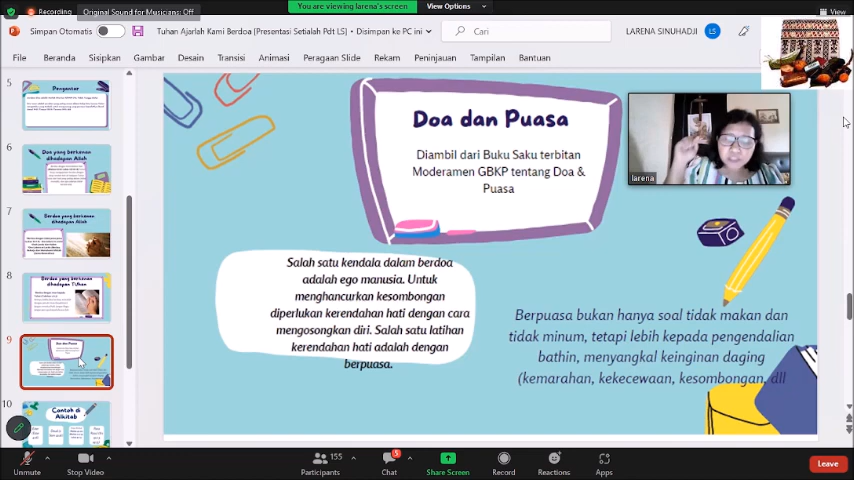 Recording
Original Sound for Musicians: Off
You are viewing larena's screen
View Options
View
Simpan Otomatis
Tuhan Ajarlah Kami Berdoa [Presentasi Setialah Pdt LS] • Disimpan ke PC ini
Cari
LARENA SINUHADJI
LS
File
Beranda
Sisipkan
Gambar
Desain
Transisi
Animasi
Peragaan Slide
Rekam
Peninjauan
Tampilan
Bantuan
5
Pengantar
6
Doa yang berkenan
dihadapan Allah
7
Berdoa yang berkenan
dihadapan Allah
8
Berdoa yang berkenan
dihadapan TUhan
9
Doa dan Puasa
10
Contoh di
Alkitab
Doa dan Puasa
Diambil dari Buku Saku terbitan
Moderamen GBKP tentang Doa &
Puasa
larena
Salah satu kendala dalam berdoa
adalah ego manusia. Untuk
menghancurkan kesombongan
diperlukan kerendahan hati dengan cara
mengosongkan diri. Salah satu latihan
kerendahan hati adalah dengan
berpuasa.
Berpuasa bukan hanya soal tidak makan dan
tidak minum, tetapi lebih kepada pengendalian
bathin, menyangkal keinginan daging
(kemarahan, kekecewaan, kesombongan, dll
Unmute
Stop Video
155
Participants
5
Chat
Share Screen
Record
Reactions
Apps
Leave